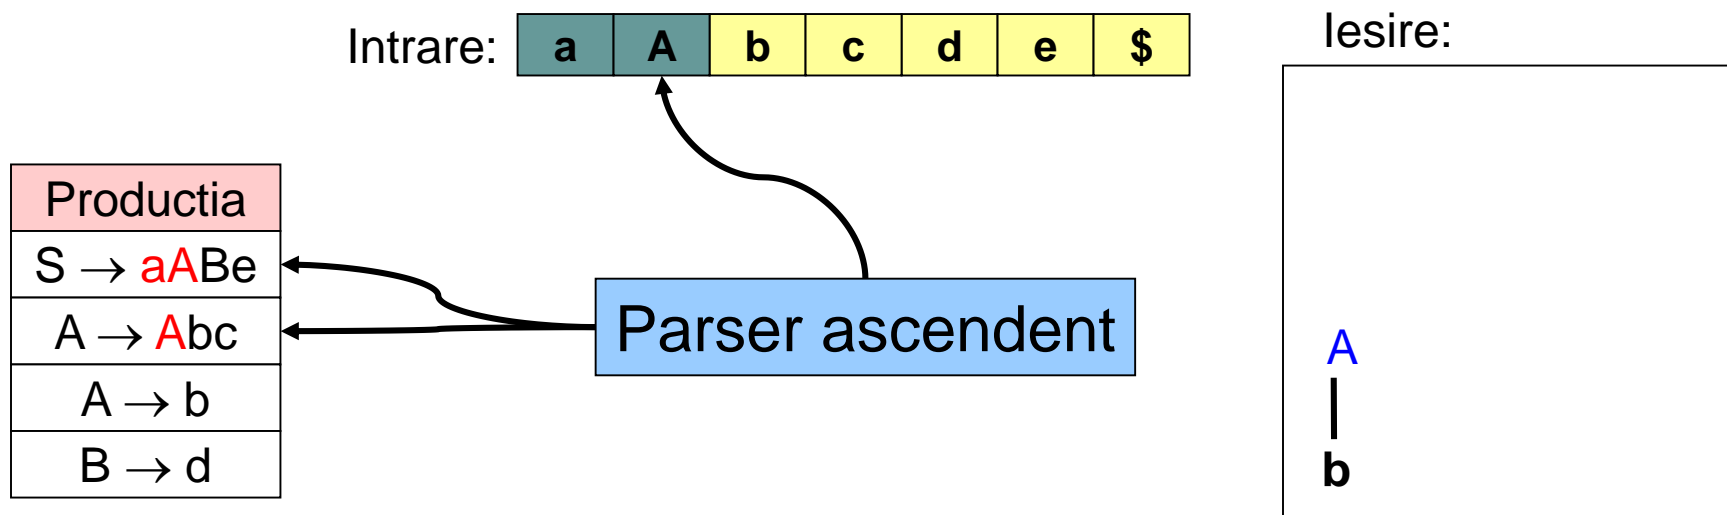 Intrare: a A b c d e $
Iesire:
Productia
S → aABe
A → Abc
A → b
B → d
Parser ascendent
A
b